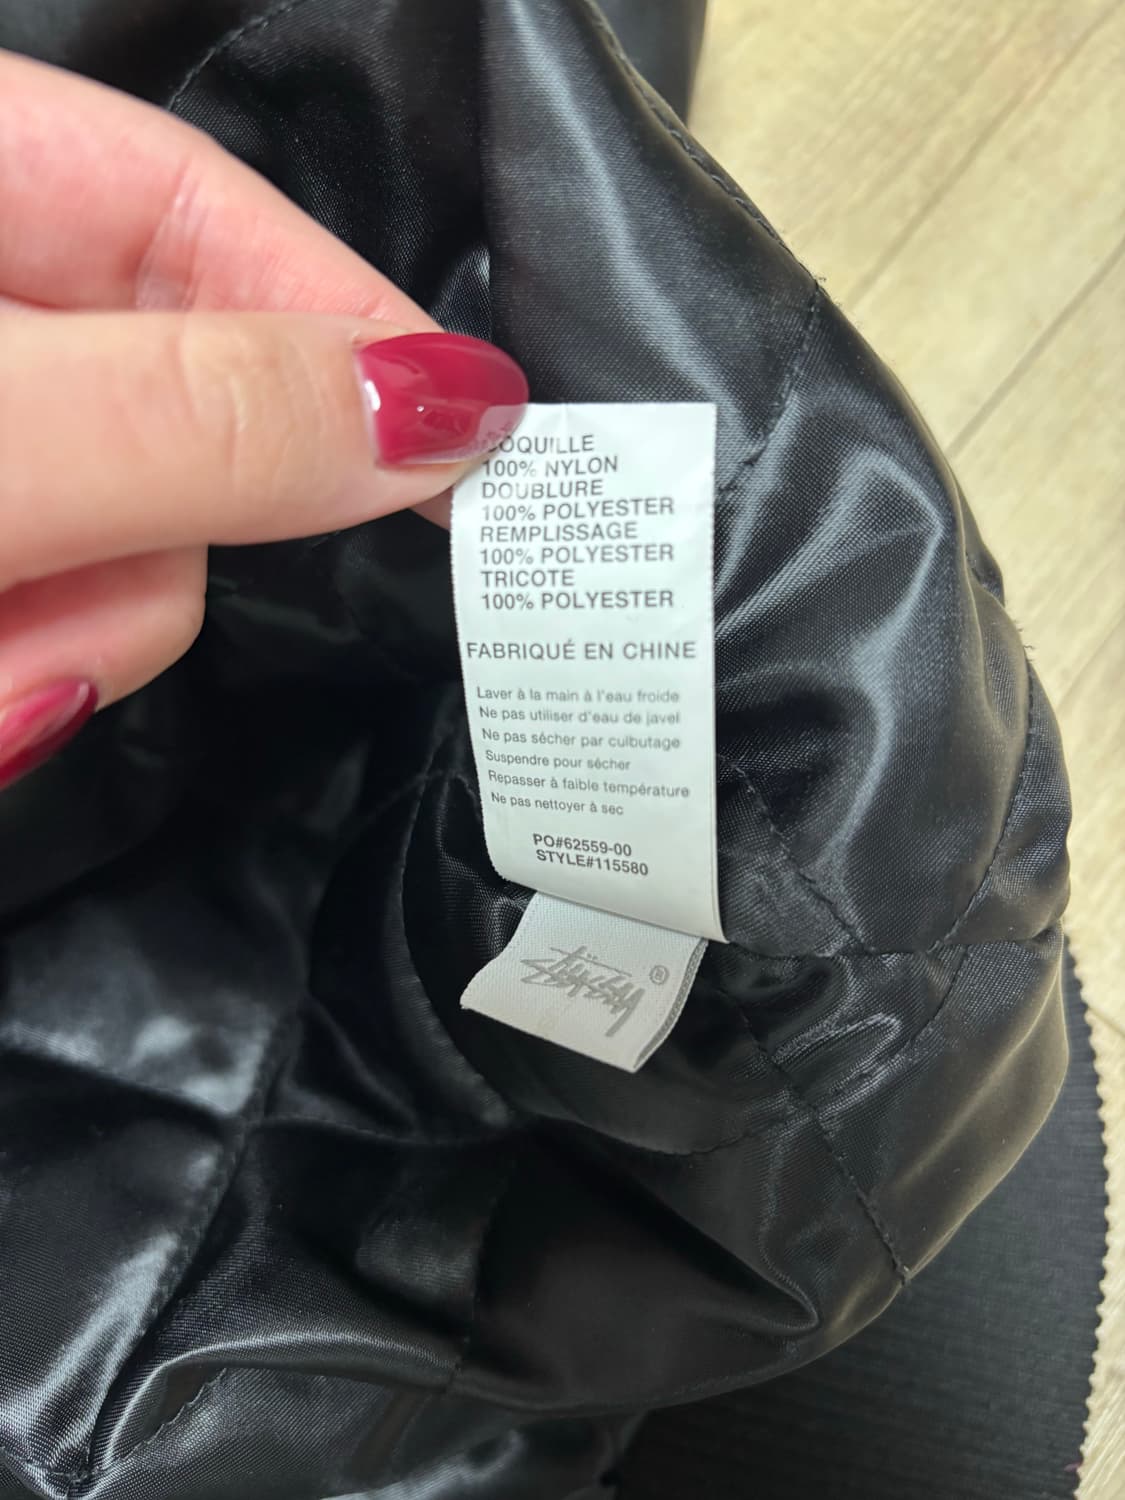 COQUILLE
100% NYLON
DOUBLURE
100% POLYESTER
REMPLISSAGE
100% POLYESTER
TRICOTE
100% POLYESTER
FABRIQUÉ EN CHINE
Laver à la main à l'eau froide
Ne pas utiliser d'eau de javel
Ne pas sécher par culbutage
Suspendre pour sécher
Repasser à faible température
Ne pas nettoyer à sec
PO#62559-00
STYLE#115580
Stüssy ®